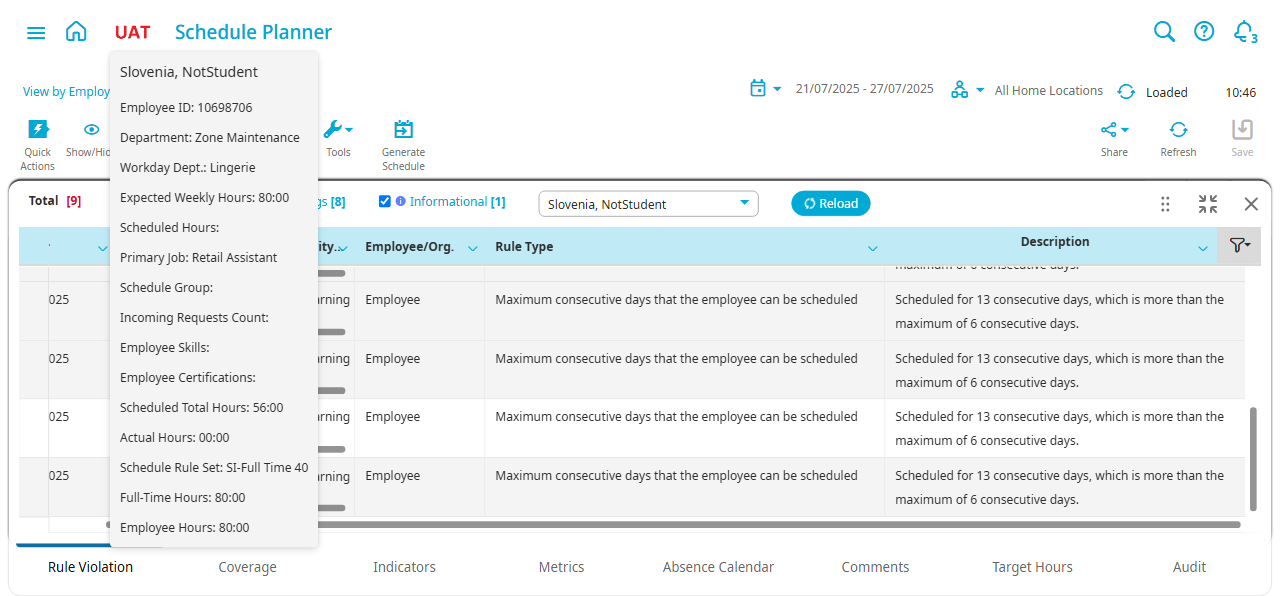 UAT
Schedule Planner
3
View by Employ
21/07/2025 - 27/07/2025
All Home Locations
Loaded
10:46
Quick
Actions
Show/Hid
Tools
Generate
Schedule
Share
Refresh
Save
Slovenia, NotStudent
Employee ID: 10698706
Department: Zone Maintenance
Workday Dept.: Lingerie
Expected Weekly Hours: 80:00
Scheduled Hours:
Primary Job: Retail Assistant
Schedule Group:
Incoming Requests Count:
Employee Skills:
Employee Certifications:
Scheduled Total Hours: 56:00
Actual Hours: 00:00
Schedule Rule Set: SI-Full Time 40
Full-Time Hours: 80:00
Employee Hours: 80:00
Total [9]
gs [8]
Informational [1]
Slovenia, NotStudent
Reload
ity...
Employee/Org.
Rule Type
Description
maximum of 6 consecutive days.
025
arning
Employee
Maximum consecutive days that the employee can be scheduled
Scheduled for 13 consecutive days, which is more than the
maximum of 6 consecutive days.
025
arning
Employee
Maximum consecutive days that the employee can be scheduled
Scheduled for 13 consecutive days, which is more than the
maximum of 6 consecutive days.
025
arning
Employee
Maximum consecutive days that the employee can be scheduled
Scheduled for 13 consecutive days, which is more than the
maximum of 6 consecutive days.
025
arning
Employee
Maximum consecutive days that the employee can be scheduled
Scheduled for 13 consecutive days, which is more than the
maximum of 6 consecutive days.
Rule Violation
Coverage
Indicators
Metrics
Absence Calendar
Comments
Target Hours
Audit